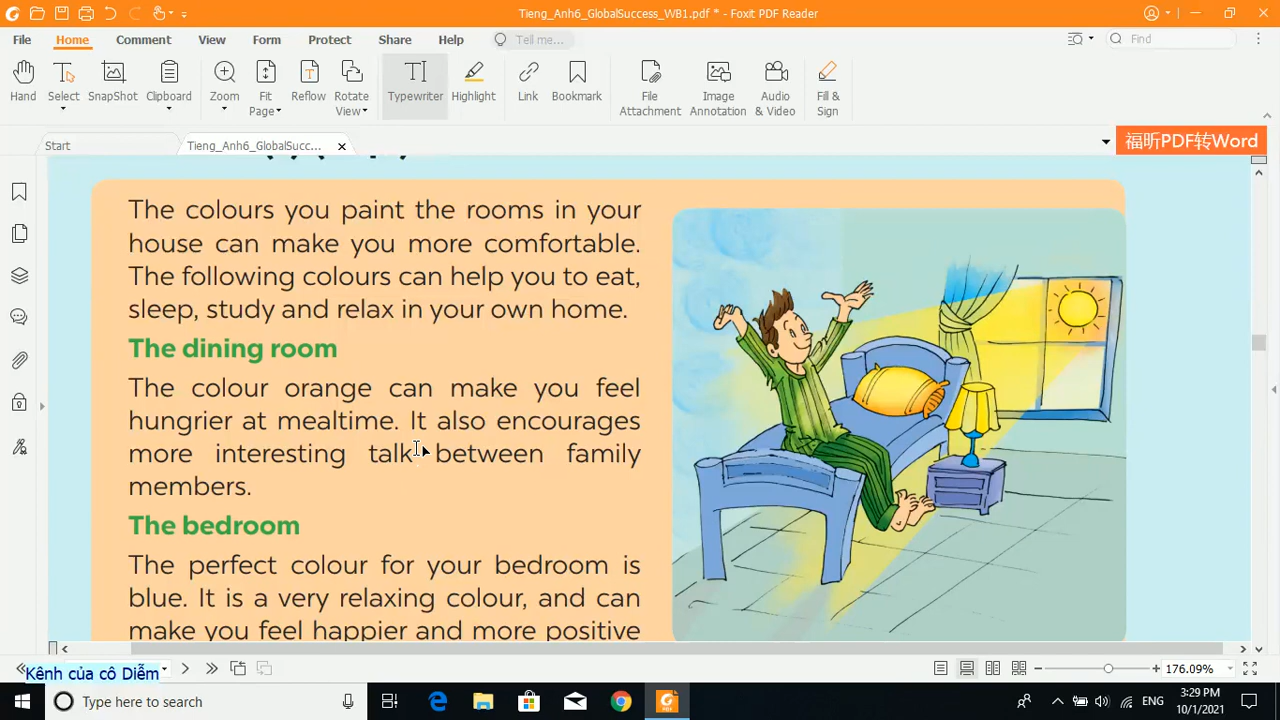 Tieng_Anh6_GlobalSuccess_WB1.pdf * - Foxit PDF Reader
File Home Comment View Form Protect Share Help Tell me... Find
Hand Select SnapShot Clipboard Zoom Fit Page Reflow Rotate View Typewriter Highlight Link Bookmark File Attachment Image Annotation Audio & Video Fill & Sign
Start Tieng_Anh6_GlobalSucc... 福昕PDF转Word
The colours you paint the rooms in your
house can make you more comfortable.
The following colours can help you to eat,
sleep, study and relax in your own home.
The dining room
The colour orange can make you feel
hungrier at mealtime. It also encourages
more interesting talk between family
members.
The bedroom
The perfect colour for your bedroom is
blue. It is a very relaxing colour, and can
make you feel happier and more positive
Kênh của cô Diễm
176.09%
Type here to search
ENG
3:29 PM
10/1/2021